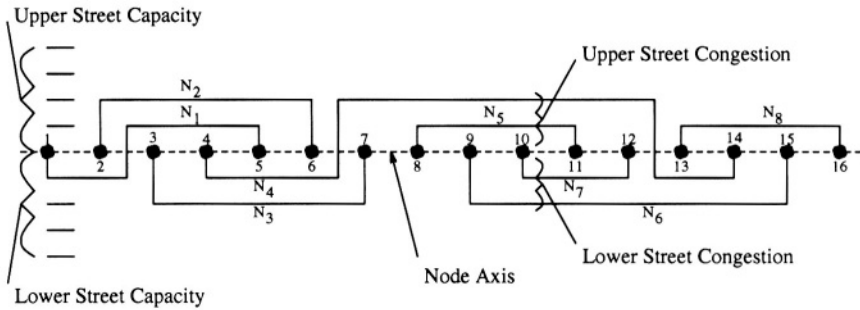 Upper Street Capacity
Upper Street Congestion
N2
N1
N5
N8
1
3
4
7
9
10
12
14
15
2
5
6
8
11
13
16
N4
N7
N3
N6
Node Axis
Lower Street Congestion
Lower Street Capacity